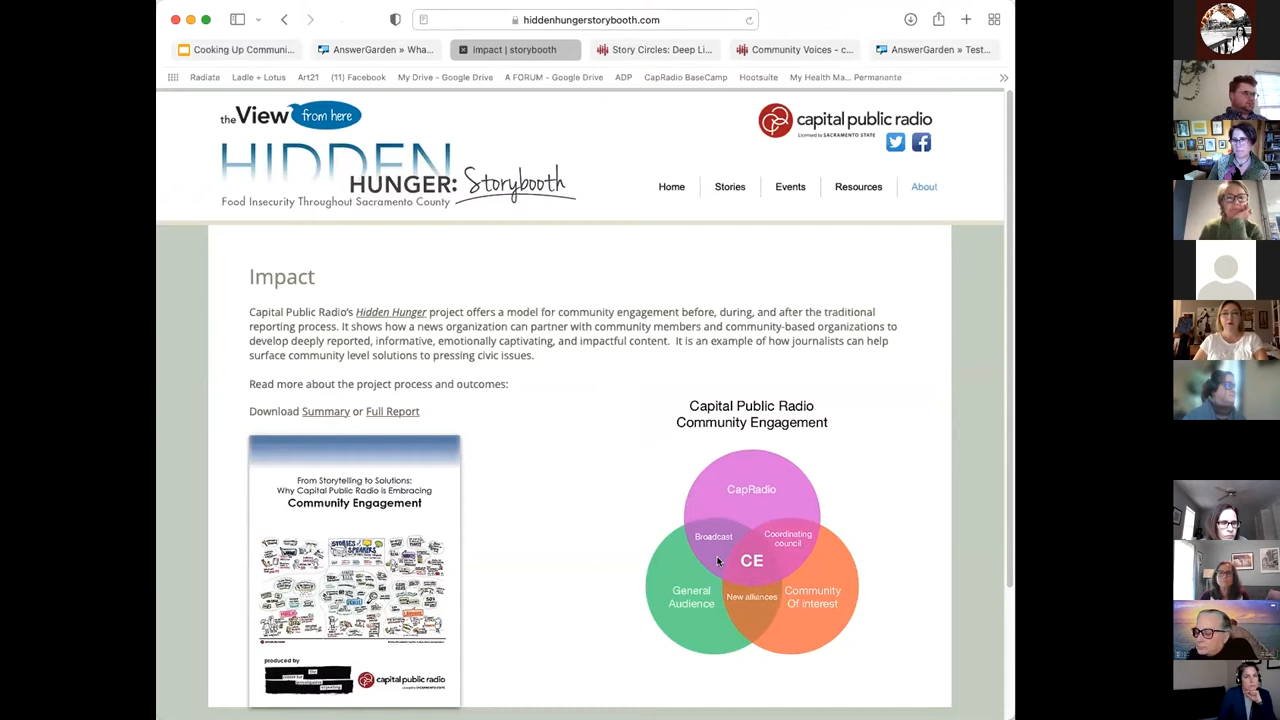 hiddenhungerstorybooth.com
Cooking Up Communi...
AnswerGarden » Wha...
Impact | storybooth
Story Circles: Deep Li...
Community Voices - c...
AnswerGarden » Test...
Radiate
Ladle + Lotus
Art21
(11) Facebook
My Drive - Google Drive
A FORUM - Google Drive
ADP
CapRadio BaseCamp
Hootsuite
My Health Ma... Permanente
the View from here
capital public radio
Licensed to SACRAMENTO STATE
HIDDEN
HUNGER: Storybooth
Food Insecurity Throughout Sacramento County
Home
Stories
Events
Resources
About
Impact
Capital Public Radio's Hidden Hunger project offers a model for community engagement before, during, and after the traditional
reporting process. It shows how a news organization can partner with community members and community-based organizations to
develop deeply reported, informative, emotionally captivating, and impactful content. It is an example of how journalists can help
surface community level solutions to pressing civic issues.
Read more about the project process and outcomes:
Download Summary or Full Report
From Storytelling to Solutions:
Why Capital Public Radio is Embracing
Community Engagement
produced by
capital public radio
Capital Public Radio
Community Engagement
CapRadio
Broadcast
Coordinating
council
CE
General
Audience
New alliances
Community
Of interest